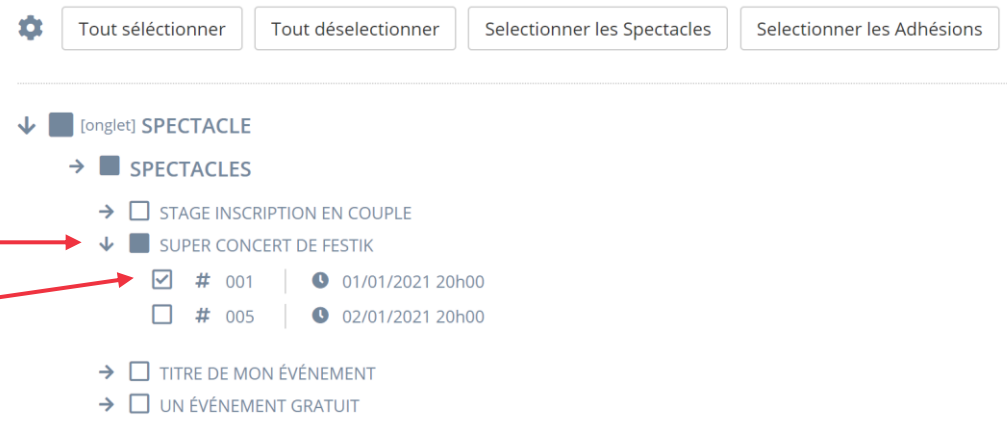 Tout séléctionner Tout déselectionner Selectionner les Spectacles Selectionner les Adhésions
[onglet] SPECTACLE
SPECTACLES
STAGE INSCRIPTION EN COUPLE
SUPER CONCERT DE FESTIK
# 001 01/01/2021 20h00
# 005 02/01/2021 20h00
TITRE DE MON ÉVÉNEMENT
UN ÉVÉNEMENT GRATUIT